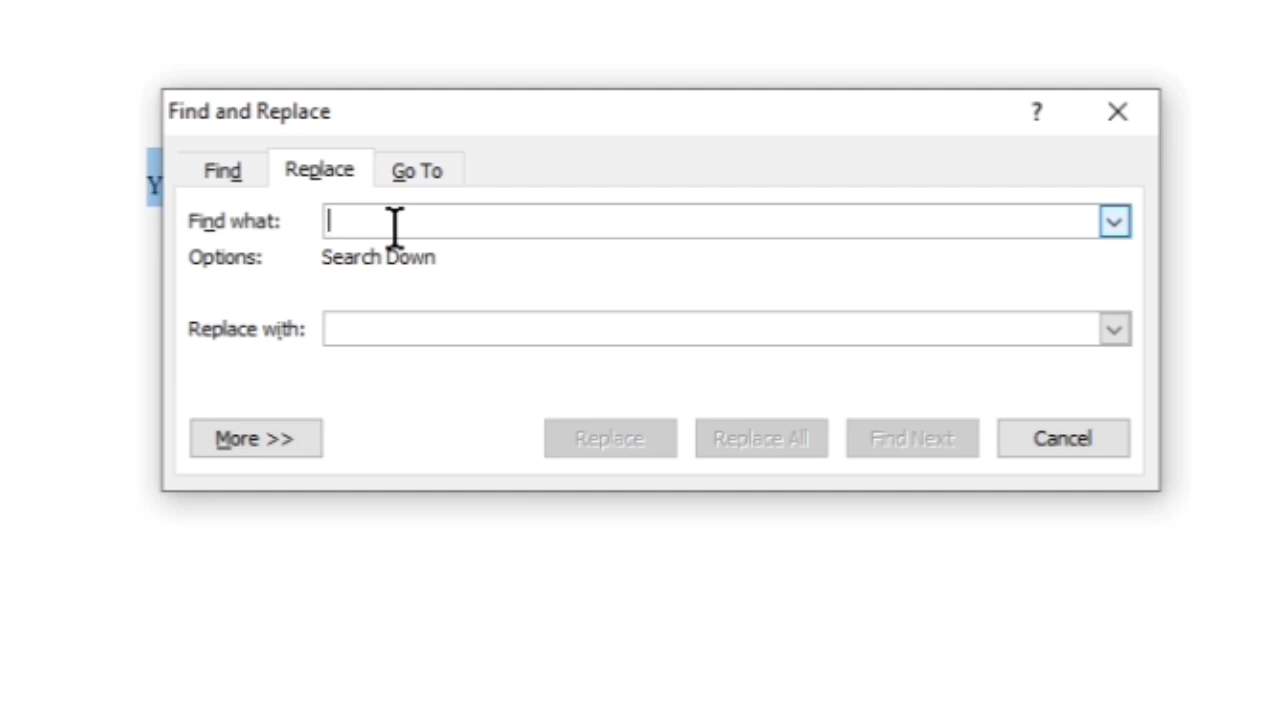 Find and Replace ?
Find Replace Go To
Y
Find what:
Options: Search Down
Replace with:
More >> Replace Replace All Find Next Cancel